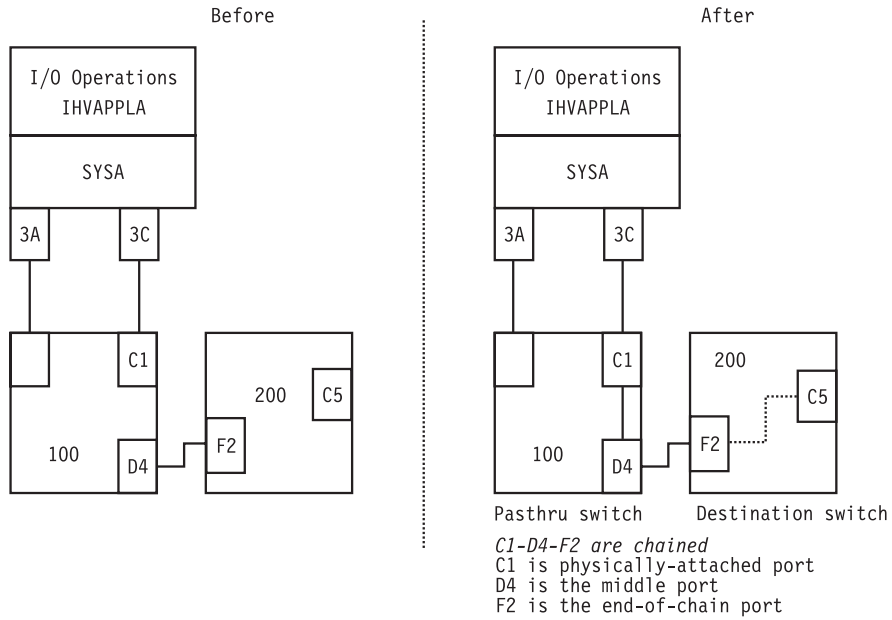 Before
I/O Operations
IHVAPPLA
SYSA
3A
3C
C1
200
C5
F2
100
D4
After
I/O Operations
IHVAPPLA
SYSA
3A
3C
C1
200
C5
F2
100
D4
Pasthru switch
Destination switch
C1-D4-F2 are chained
C1 is physically-attached port
D4 is the middle port
F2 is the end-of-chain port